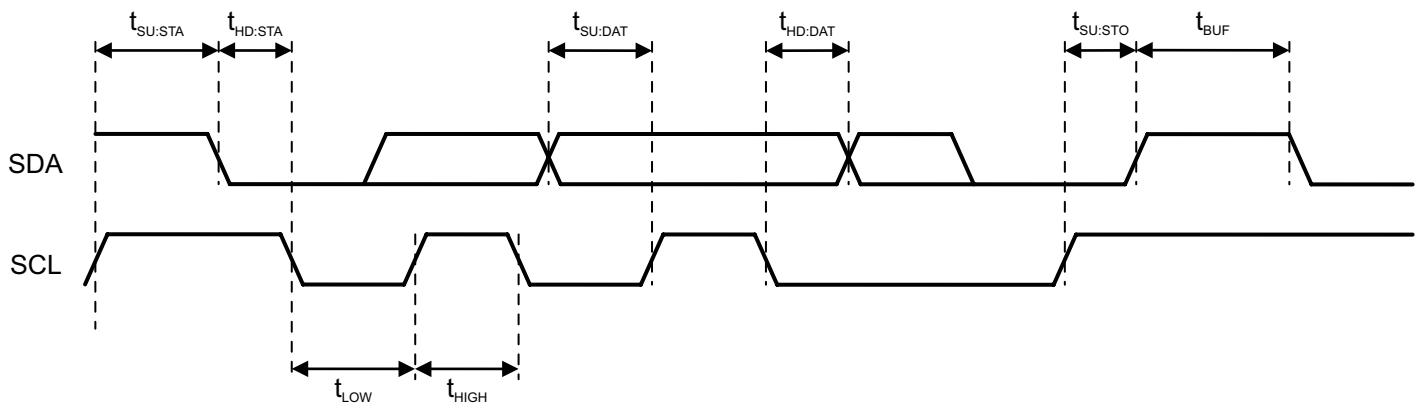 tSU:STA tHD:STA tSU:DAT tHD:DAT tSU:STO tBUF
SDA
SCL
tLOW tHIGH